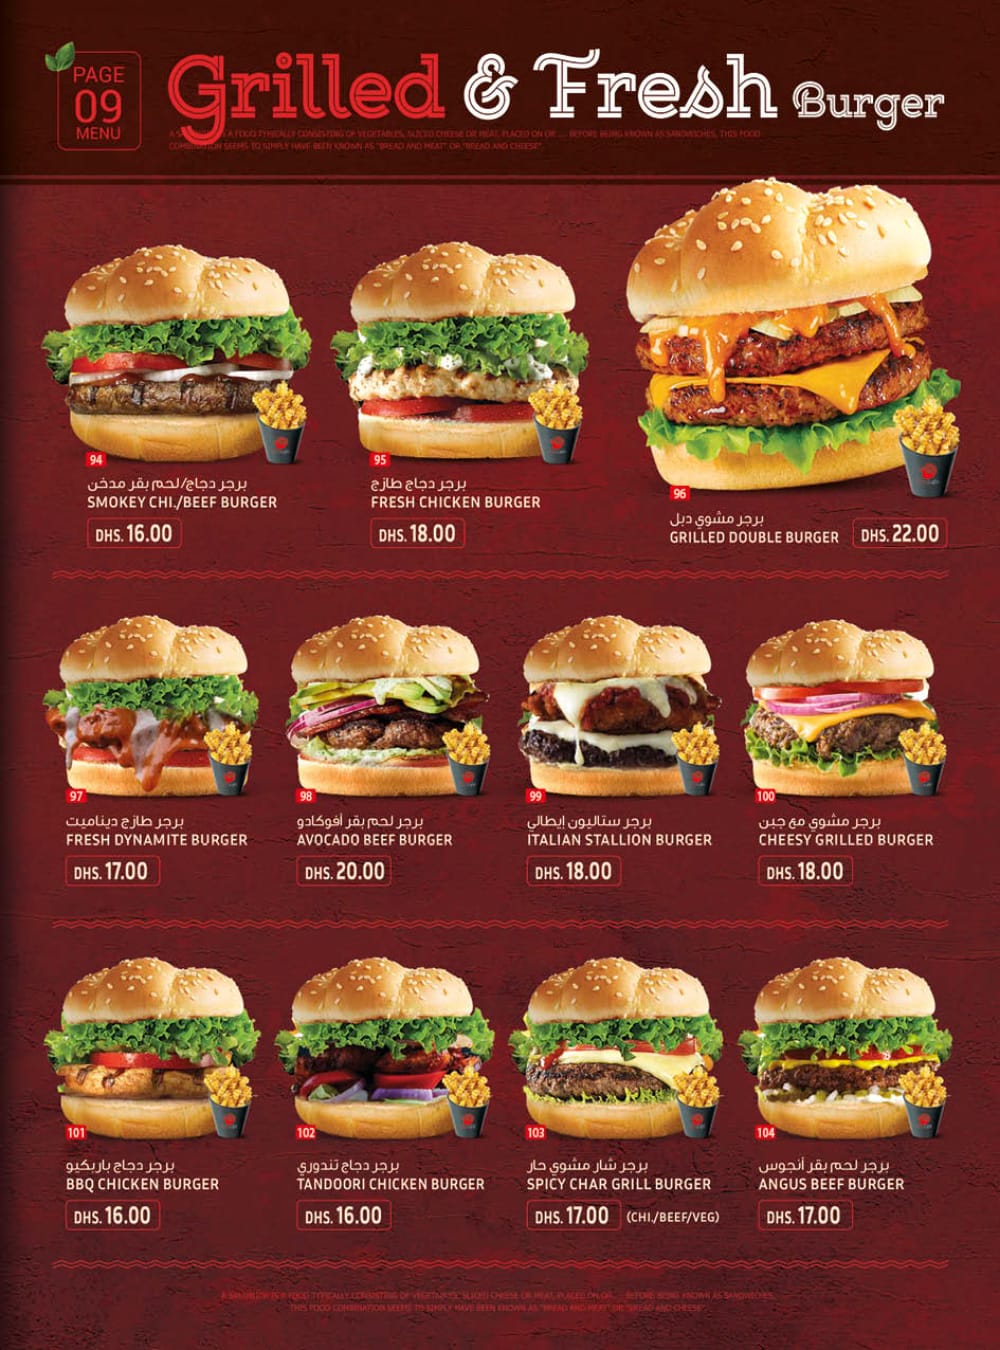 PAGE
09
MENU
Grilled & Fresh Burger
A FOOD TYPICALLY CONSISTING OF VEGETABLES, SLICED CHEESE OR MEAT, PLACED ON OR ... BEFORE BEING KNOWN AS SANDWICHES, THIS FOOD
COMBINATION SEEMS TO SIMPLY HAVE BEEN KNOWN AS "BREAD AND MEAT" OR "BREAD AND CHEESE".
94
برجر دجاج/لحم بقر مدخن
SMOKEY CHI./BEEF BURGER
DHS. 16.00
95
برجر دجاج طازج
FRESH CHICKEN BURGER
DHS. 18.00
96
برجر مشوي دبل
GRILLED DOUBLE BURGER
DHS. 22.00
97
برجر طازج ديناميت
FRESH DYNAMITE BURGER
DHS. 17.00
98
برجر لحم بقر أفوكادو
AVOCADO BEEF BURGER
DHS. 20.00
99
برجر ستاليون إيطالي
ITALIAN STALLION BURGER
DHS. 18.00
100
برجر مشوي مع جبن
CHEESY GRILLED BURGER
DHS. 18.00
101
برجر دجاج باربكيو
BBQ CHICKEN BURGER
DHS. 16.00
102
برجر دجاج تندوري
TANDOORI CHICKEN BURGER
DHS. 16.00
103
برجر شار مشوي حار
SPICY CHAR GRILL BURGER
DHS. 17.00 (CHI./BEEF/VEG)
104
برجر لحم بقر أنجوس
ANGUS BEEF BURGER
DHS. 17.00
A SANDWICH IS A FOOD TYPICALLY CONSISTING OF VEGETABLES, SLICED CHEESE OR MEAT, PLACED ON OR ... BEFORE BEING KNOWN AS SANDWICHES,
THIS FOOD COMBINATION SEEMS TO SIMPLY HAVE BEEN KNOWN AS "BREAD AND MEAT" OR "BREAD AND CHEESE".